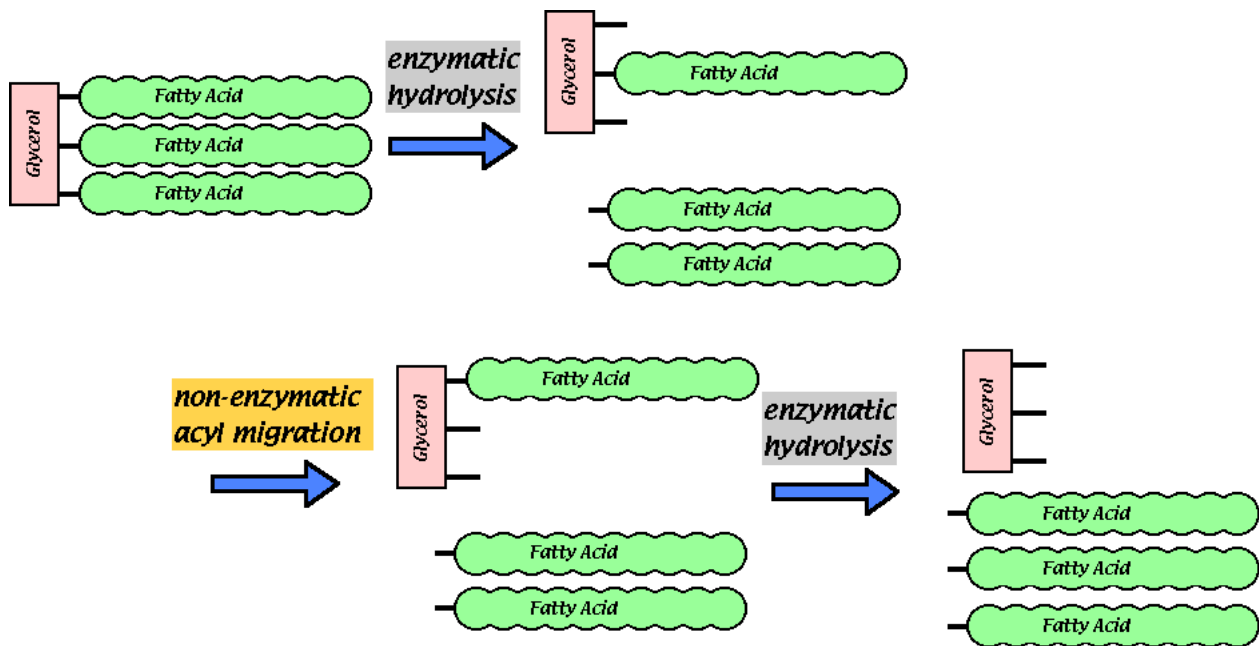 Glycerol
Fatty Acid
Fatty Acid
Fatty Acid
enzymatic
hydrolysis
Glycerol
Fatty Acid
Fatty Acid
Fatty Acid
non-enzymatic
acyl migration
Glycerol
Fatty Acid
Fatty Acid
Fatty Acid
enzymatic
hydrolysis
Glycerol
Fatty Acid
Fatty Acid
Fatty Acid